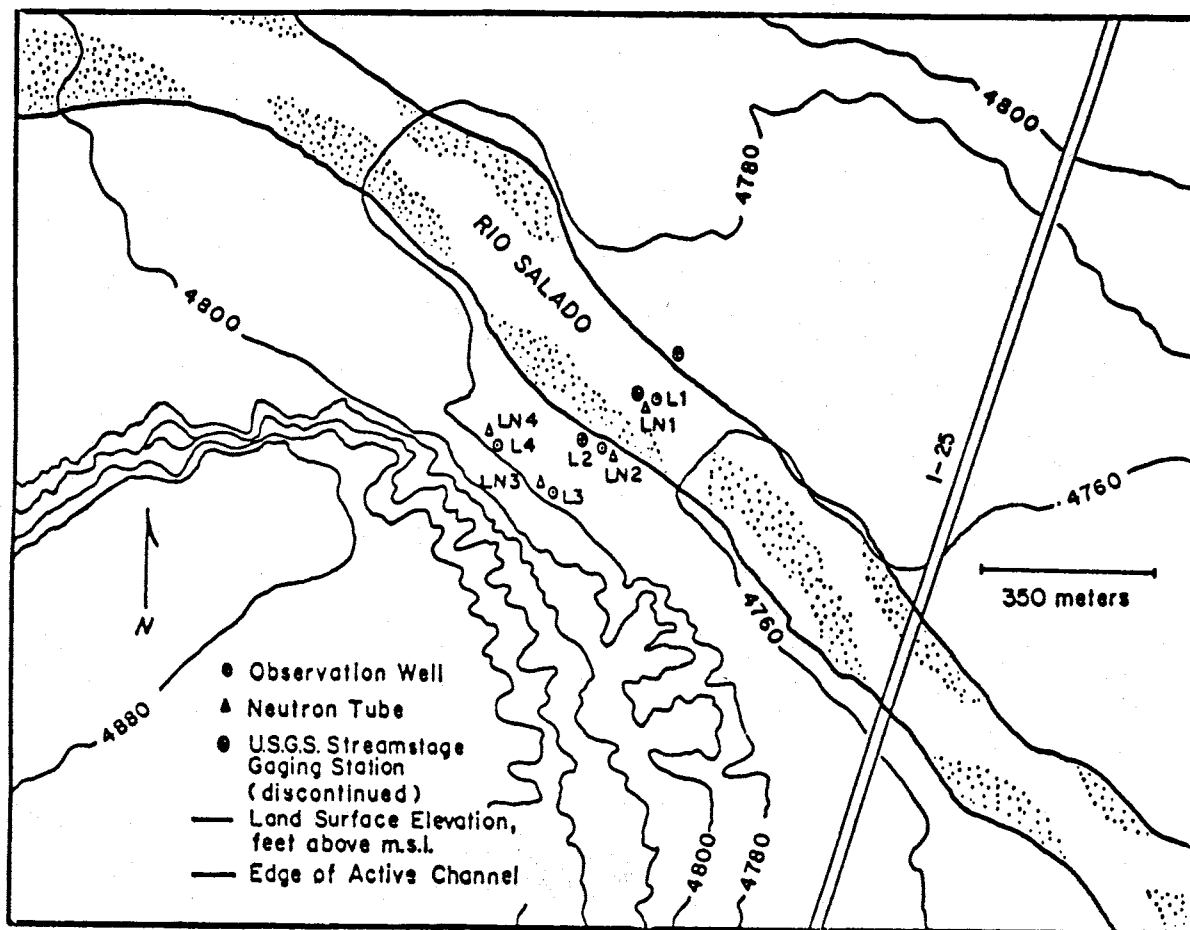 4800
4780
RIO SALADO
4800
L1
LN1
LN4
L4
L2
LN2
LN3
L3
I-25
4760
350 meters
4760
N
4880
Observation Well
Neutron Tube
U.S.G.S. Streamstage
Gaging Station
(discontinued)
Land Surface Elevation,
feet above m.s.l.
Edge of Active Channel
4800
4780